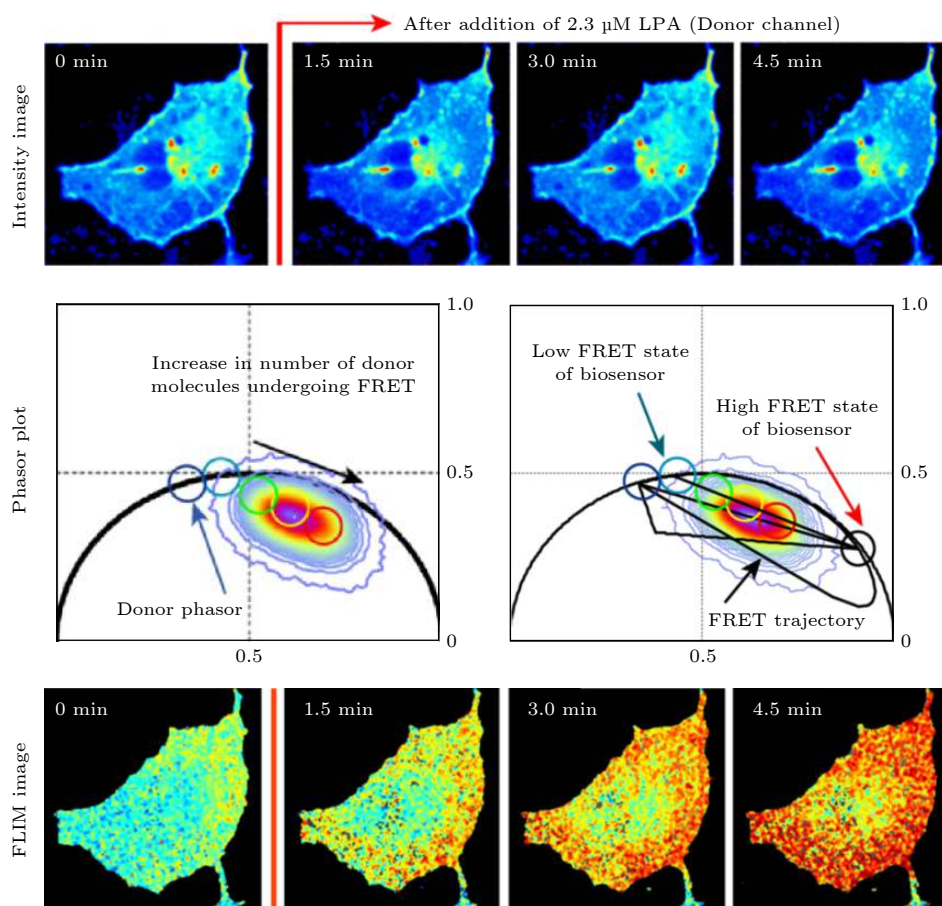 After addition of 2.3 µM LPA (Donor channel)
Intensity image
0 min
1.5 min
3.0 min
4.5 min
Phasor plot
1.0
Increase in number of donor
molecules undergoing FRET
0.5
Donor phasor
0
0.5
1.0
Low FRET state
of biosensor
High FRET state
of biosensor
0.5
FRET trajectory
0
0.5
FLIM image
0 min
1.5 min
3.0 min
4.5 min